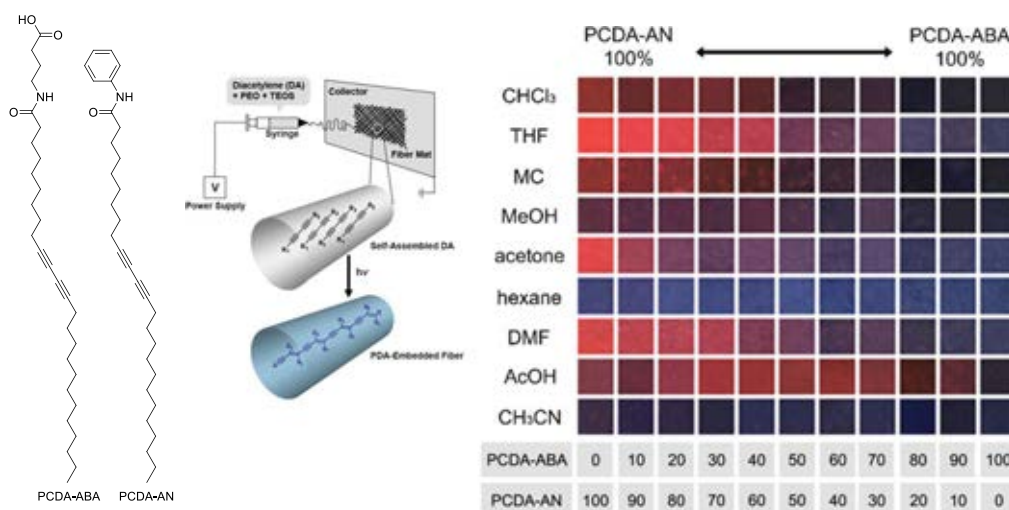 HO
O
NH
O
PCDA-ABA
NH
O
PCDA-AN
Diacetylene (DA)
+ PEO + TEOS
Syringe
Collector
Fiber Mat
V
Power Supply
Self-Assembled DA
hν
PDA-Embedded Fiber
PCDA-AN
100%
PCDA-ABA
100%
CHCl₃
THF
MC
MeOH
acetone
hexane
DMF
AcOH
CH₃CN
PCDA-ABA 0 10 20 30 40 50 60 70 80 90 100
PCDA-AN 100 90 80 70 60 50 40 30 20 10 0